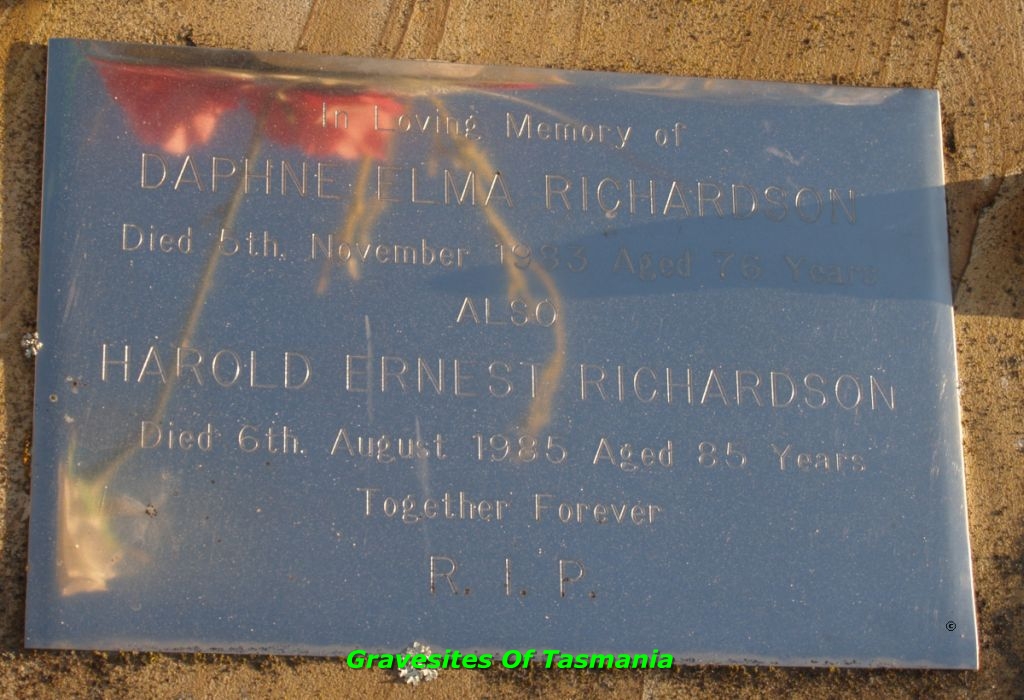 In Loving Memory of
DAPHNE ELMA RICHARDSON
Died 5th. November 1983 Aged 76 Years
ALSO
HAROLD ERNEST RICHARDSON
Died 6th. August 1985 Aged 85 Years
Together Forever
R. I. P.
©
Gravesites Of Tasmania